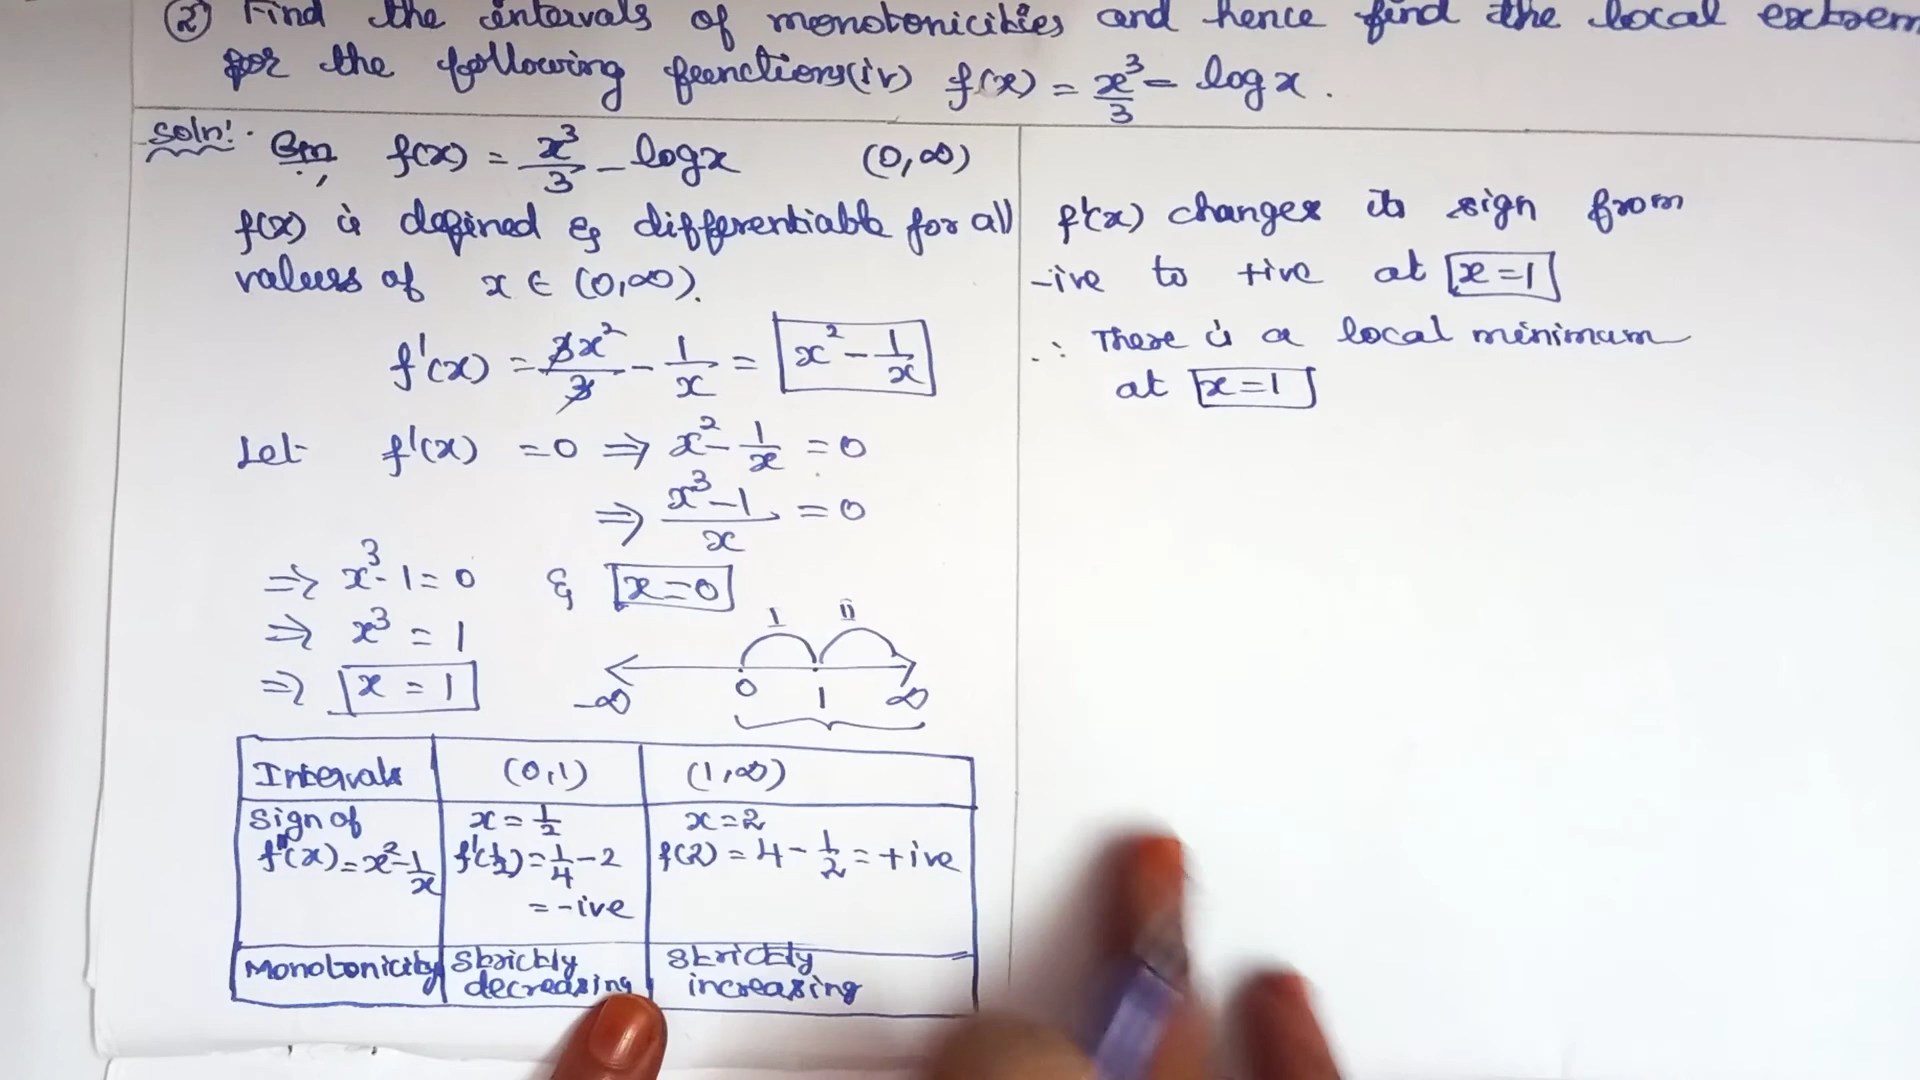 ② Find the intervals of monotonicities and hence find the local extrem
for the following functions(iv) f(x) = x³/3 - log x .
Soln: Gn, f(x) = x³/3 - log x (0,∞)
f(x) is defined & differentiable for all
values of x ∈ (0,∞).
f'(x) = 3x²/3 - 1/x = x² - 1/x
Let f'(x) = 0 ⇒ x² - 1/x = 0
⇒ x³-1/x = 0
⇒ x³-1=0 & x=0
⇒ x³ = 1
⇒ x = 1
I II
-∞ 0 1 ∞
Intervals (0,1) (1,∞)
Sign of x = 1/2 x=2
f'(x)=x²-1/x f'(1/2)=1/4-2 f(2) = 4 - 1/2 = +ive
= -ive
Monotonicity Strictly Strictly
decreasing increasing
f'(x) changes its sign from
-ive to +ive at x=1
∴ There is a local minimum
at x=1